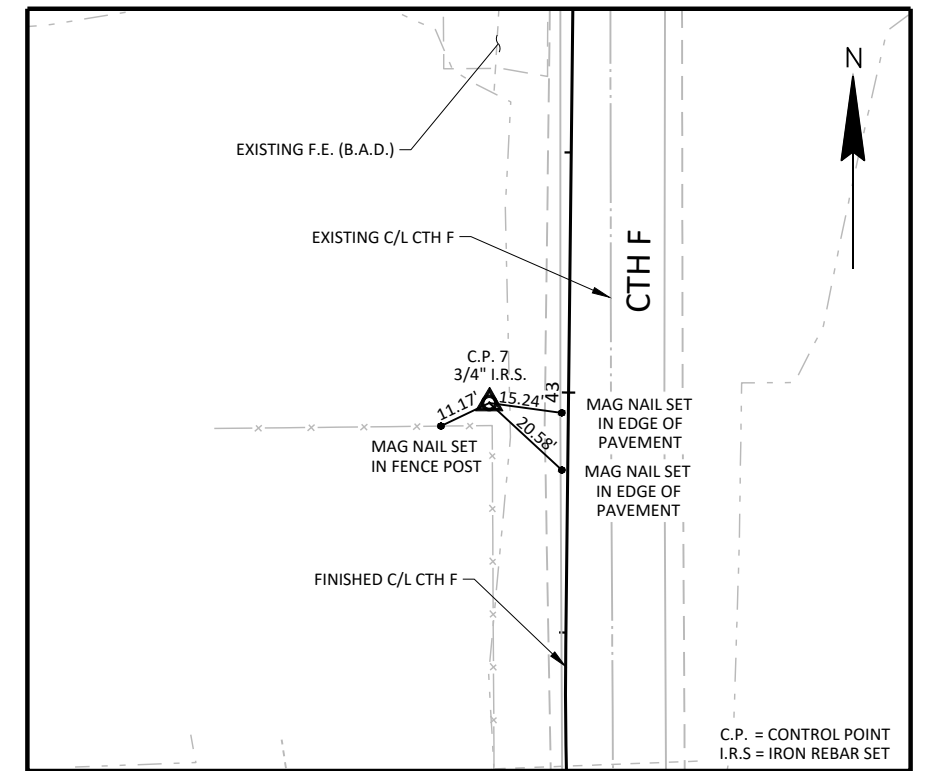 N
EXISTING F.E. (B.A.D.)
EXISTING C/L CTH F
CTH F
C.P. 7
3/4" I.R.S.
11.17'
15.24'
43
20.58'
MAG NAIL SET
IN EDGE OF
PAVEMENT
MAG NAIL SET
IN FENCE POST
MAG NAIL SET
IN EDGE OF
PAVEMENT
FINISHED C/L CTH F
C.P. = CONTROL POINT
I.R.S = IRON REBAR SET